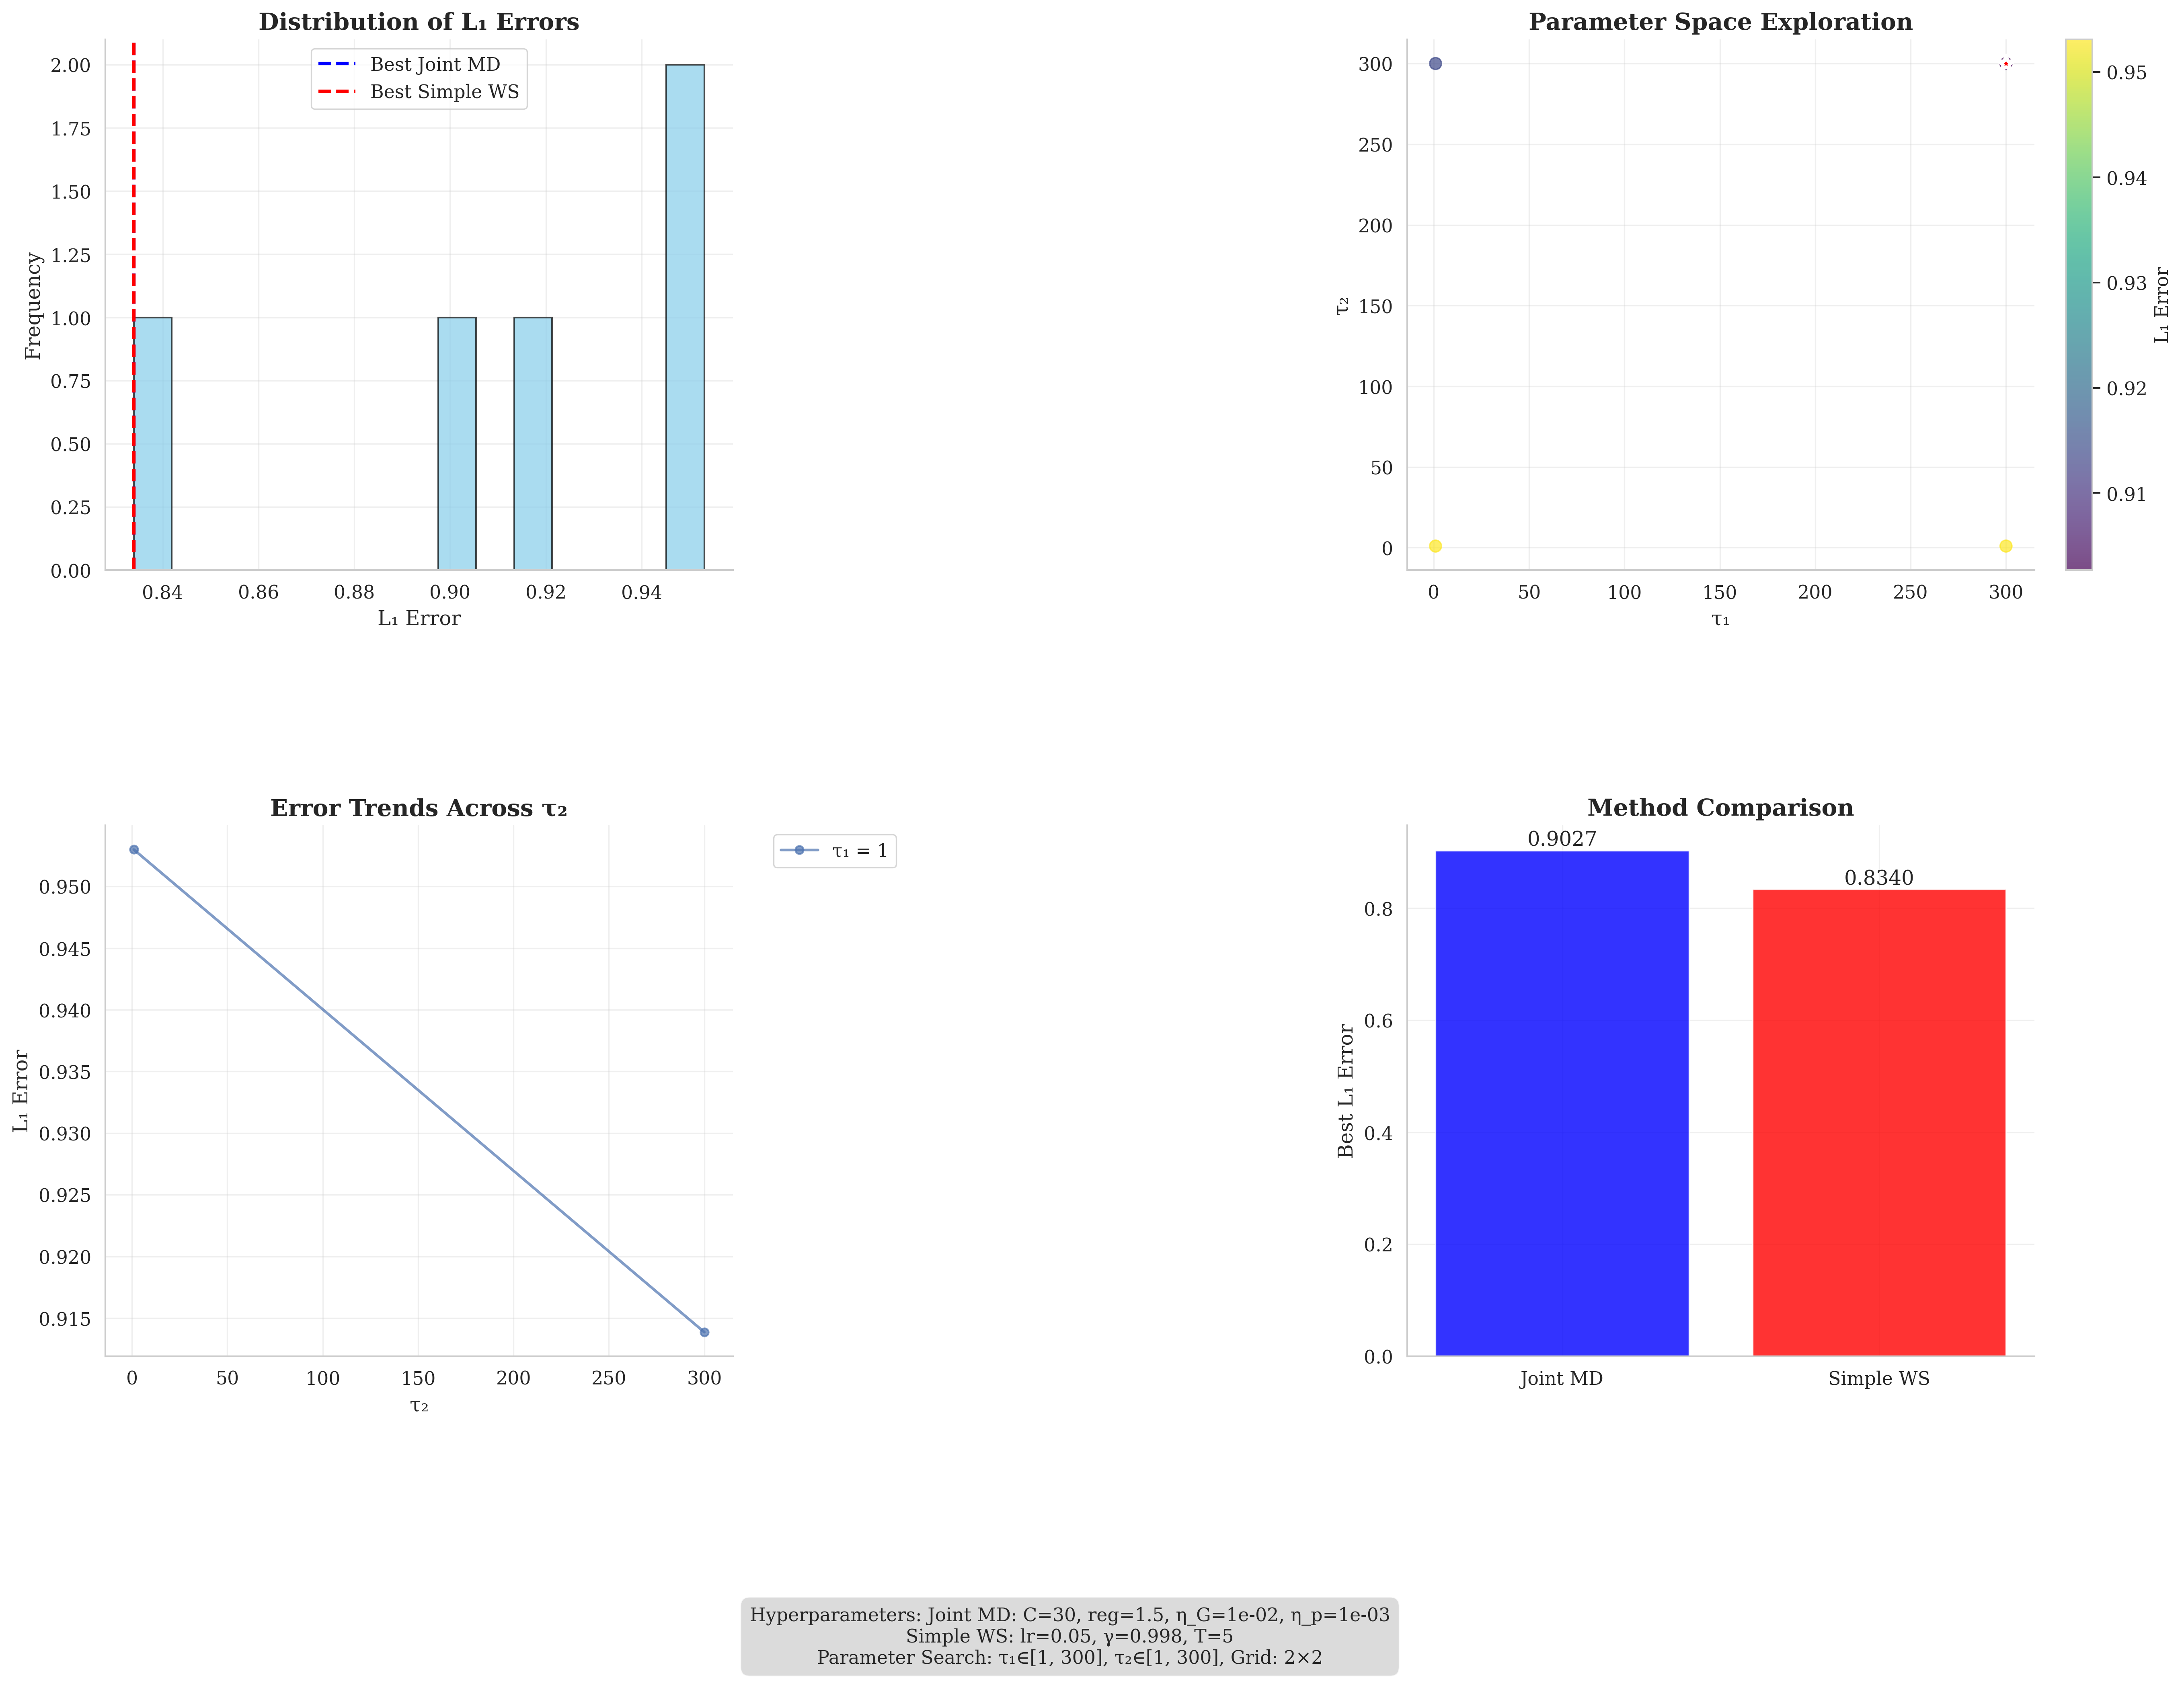 Distribution of L₁ Errors
Best Joint MD
Best Simple WS
2.00
1.75
1.50
1.25
1.00
0.75
0.50
0.25
0.00
Frequency
0.84 0.86 0.88 0.90 0.92 0.94
L₁ Error
Parameter Space Exploration
300
250
200
150
100
50
0
τ₂
0 50 100 150 200 250 300
τ₁
0.95
0.94
0.93
0.92
0.91
L₁ Error
Error Trends Across τ₂
τ₁ = 1
0.950
0.945
0.940
0.935
0.930
0.925
0.920
0.915
L₁ Error
0 50 100 150 200 250 300
τ₂
Method Comparison
0.9027
0.8340
0.8
0.6
0.4
0.2
0.0
Best L₁ Error
Joint MD Simple WS
Hyperparameters: Joint MD: C=30, reg=1.5, η_G=1e-02, η_p=1e-03
Simple WS: lr=0.05, γ=0.998, T=5
Parameter Search: τ₁∈[1, 300], τ₂∈[1, 300], Grid: 2×2